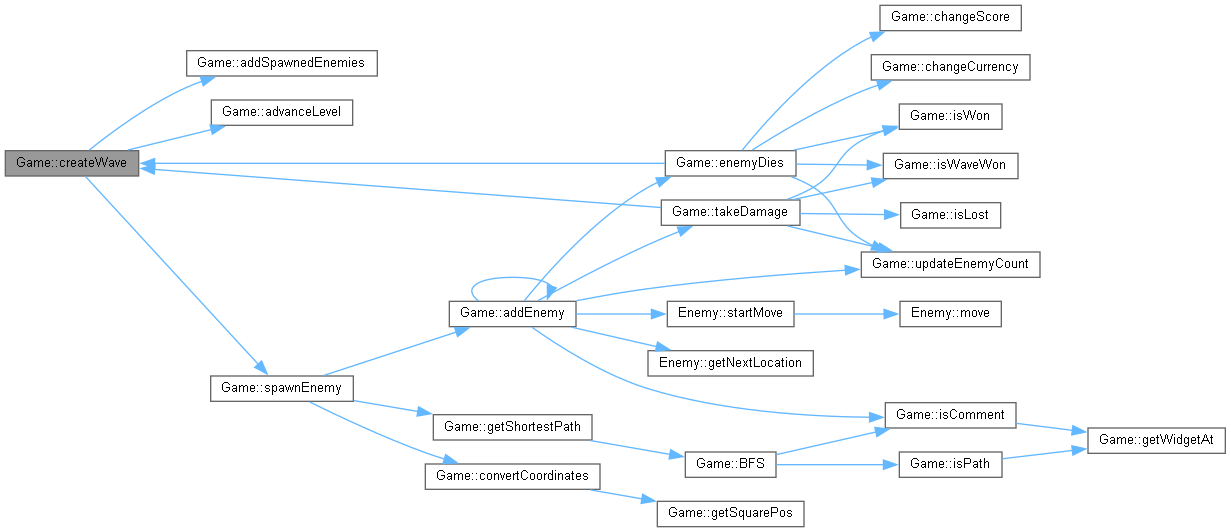 Game::createWave
Game::addSpawnedEnemies
Game::advanceLevel
Game::spawnEnemy
Game::addEnemy
Game::getShortestPath
Game::convertCoordinates
Game::enemyDies
Game::takeDamage
Enemy::startMove
Enemy::getNextLocation
Game::BFS
Game::getSquarePos
Game::changeScore
Game::changeCurrency
Game::isWon
Game::isWaveWon
Game::isLost
Game::updateEnemyCount
Enemy::move
Game::isComment
Game::isPath
Game::getWidgetAt